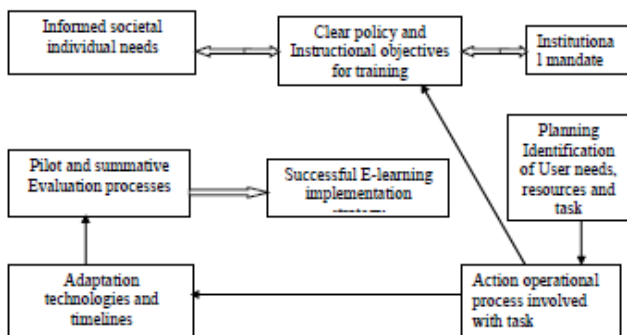 Informed societal
individual needs
Clear policy and
Instructional objectives
for training
Institutiona
l mandate
Planning
Identification
of User needs,
resources and
task
Pilot and summative
Evaluation processes
Successful E-learning
implementation
Adaptation
technologies and
timelines
Action operational
process involved
with task